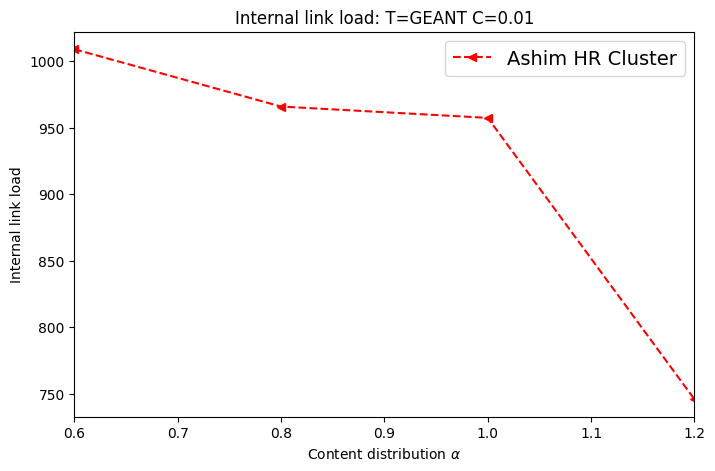 Internal link load: T=GEANT C=0.01
Ashim HR Cluster
1000
950
900
850
800
750
Internal link load
0.6 0.7 0.8 0.9 1.0 1.1 1.2
Content distribution α